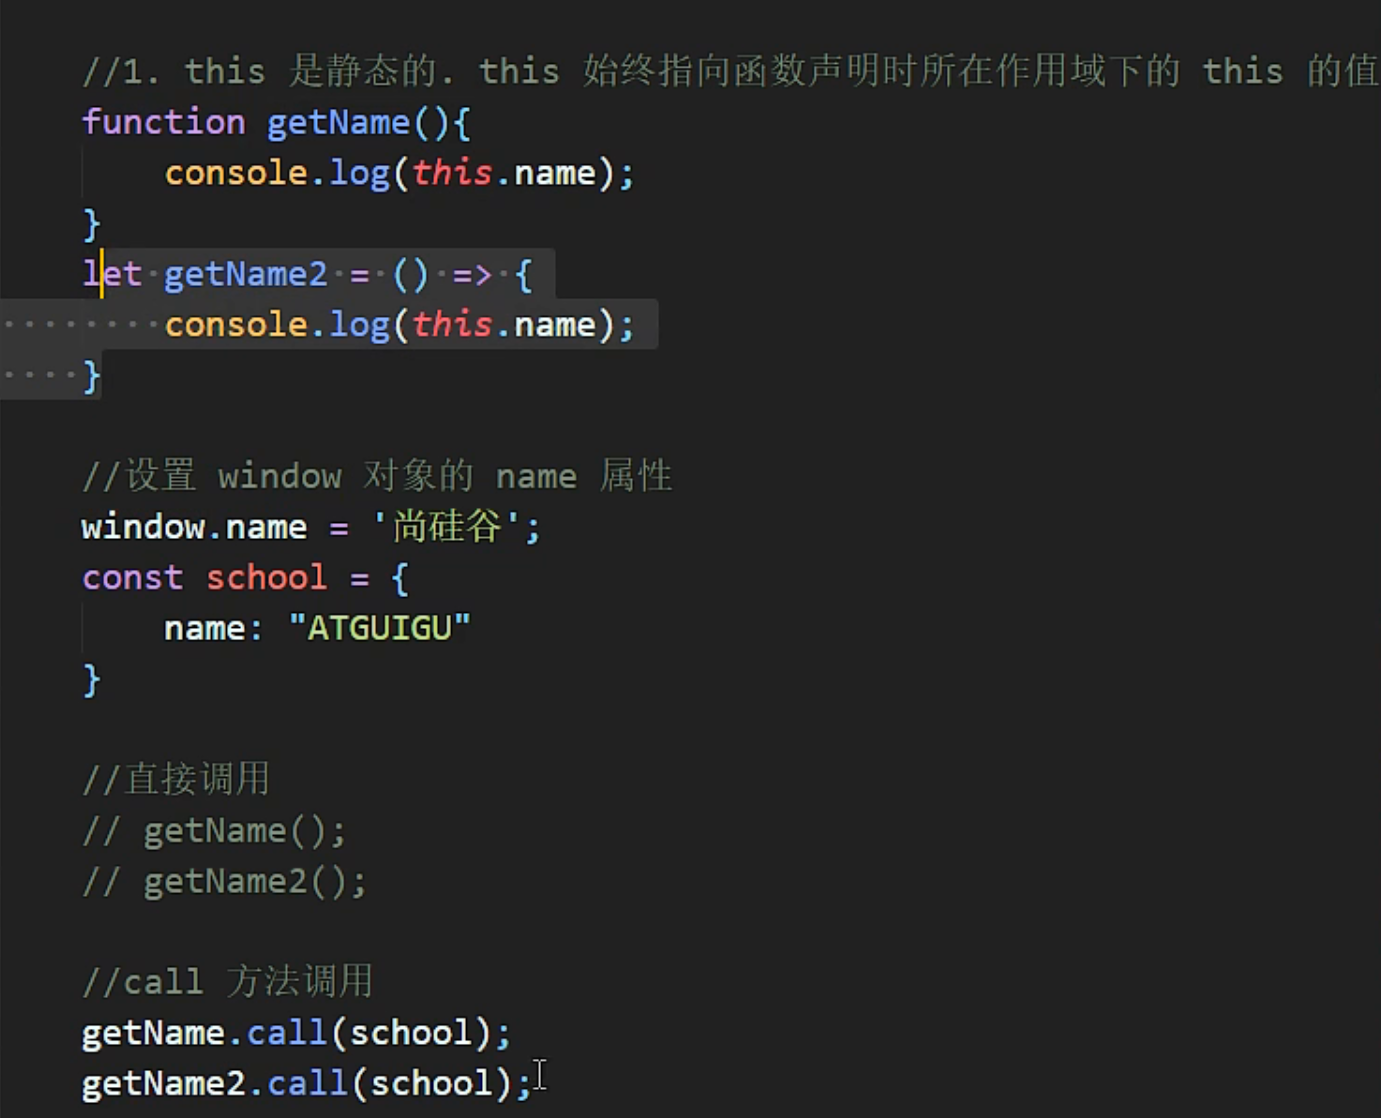 //1. this 是静态的. this 始终指向函数声明时所在作用域下的 this 的值
function getName(){
    console.log(this.name);
}
let getName2 = () => {
    console.log(this.name);
}
//设置 window 对象的 name 属性
window.name = '尚硅谷';
const school = {
    name: "ATGUIGU"
}
//直接调用
// getName();
// getName2();
//call 方法调用
getName.call(school);
getName2.call(school);